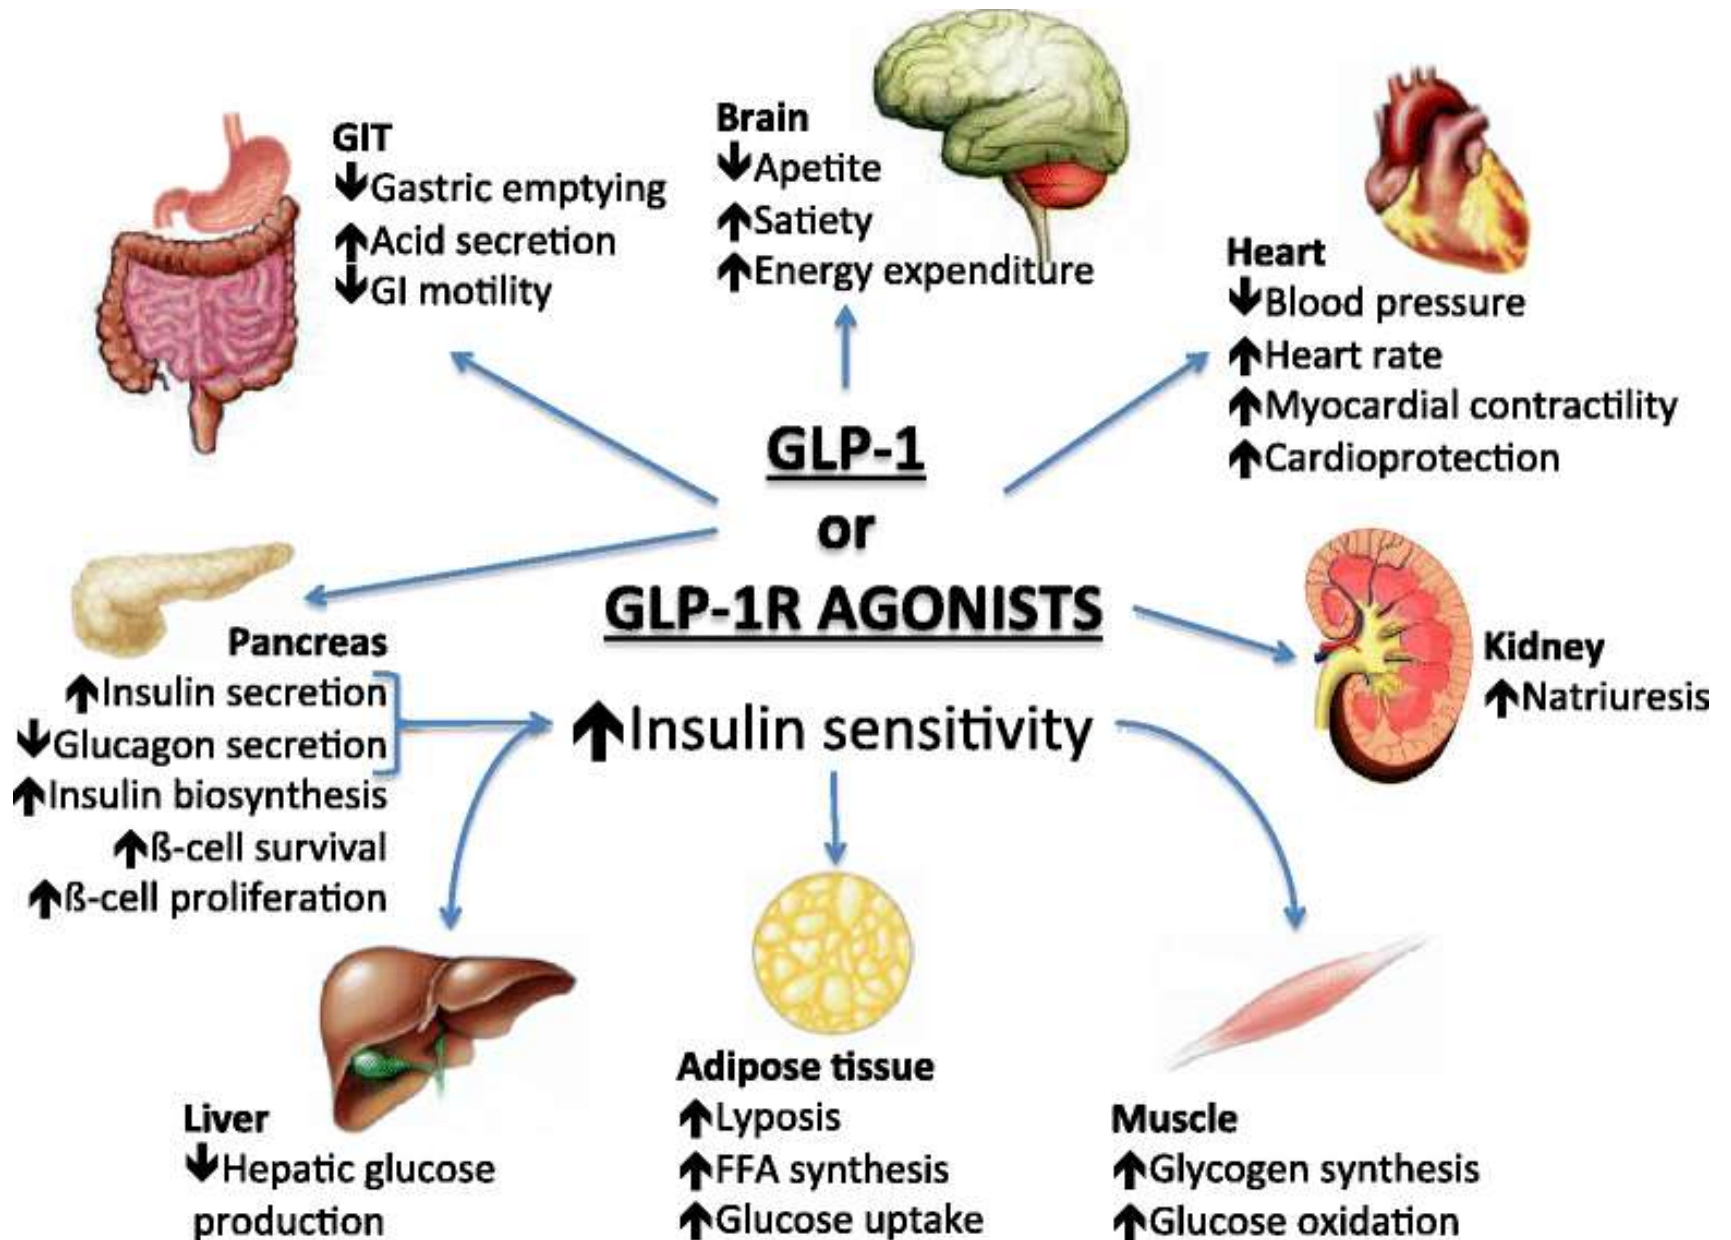 GIT
↓Gastric emptying
↑Acid secretion
↓GI motility
Brain
↓Apetite
↑Satiety
↑Energy expenditure
Heart
↓Blood pressure
↑Heart rate
↑Myocardial contractility
↑Cardioprotection
GLP-1
or
GLP-1R AGONISTS
Pancreas
↑Insulin secretion
↓Glucagon secretion
↑Insulin biosynthesis
↑ß-cell survival
↑ß-cell proliferation
↑Insulin sensitivity
Kidney
↑Natriuresis
Liver
↓Hepatic glucose
production
Adipose tissue
↑Lyposis
↑FFA synthesis
↑Glucose uptake
Muscle
↑Glycogen synthesis
↑Glucose oxidation